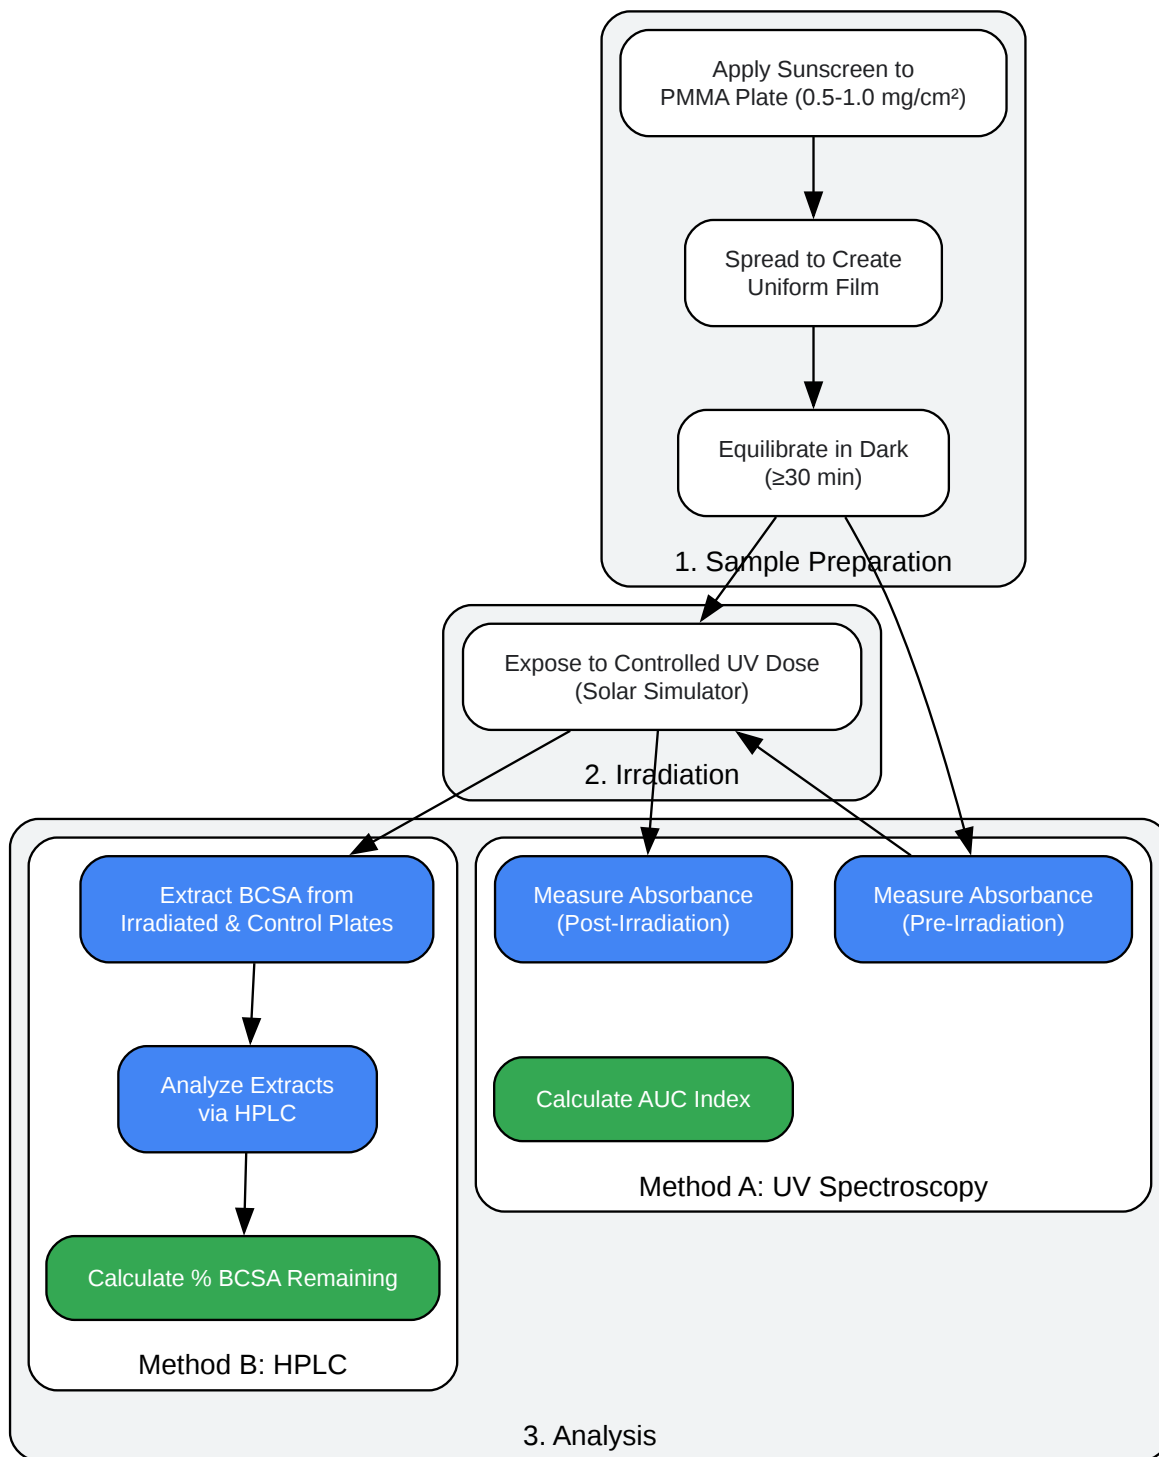 Apply Sunscreen to
PMMA Plate (0.5-1.0 mg/cm²)
Spread to Create
Uniform Film
Equilibrate in Dark
(≥30 min)
1. Sample Preparation
Expose to Controlled UV Dose
(Solar Simulator)
2. Irradiation
Extract BCSA from
Irradiated & Control Plates
Measure Absorbance
(Post-Irradiation)
Measure Absorbance
(Pre-Irradiation)
Analyze Extracts
via HPLC
Calculate AUC Index
Method A: UV Spectroscopy
Calculate % BCSA Remaining
Method B: HPLC
3. Analysis